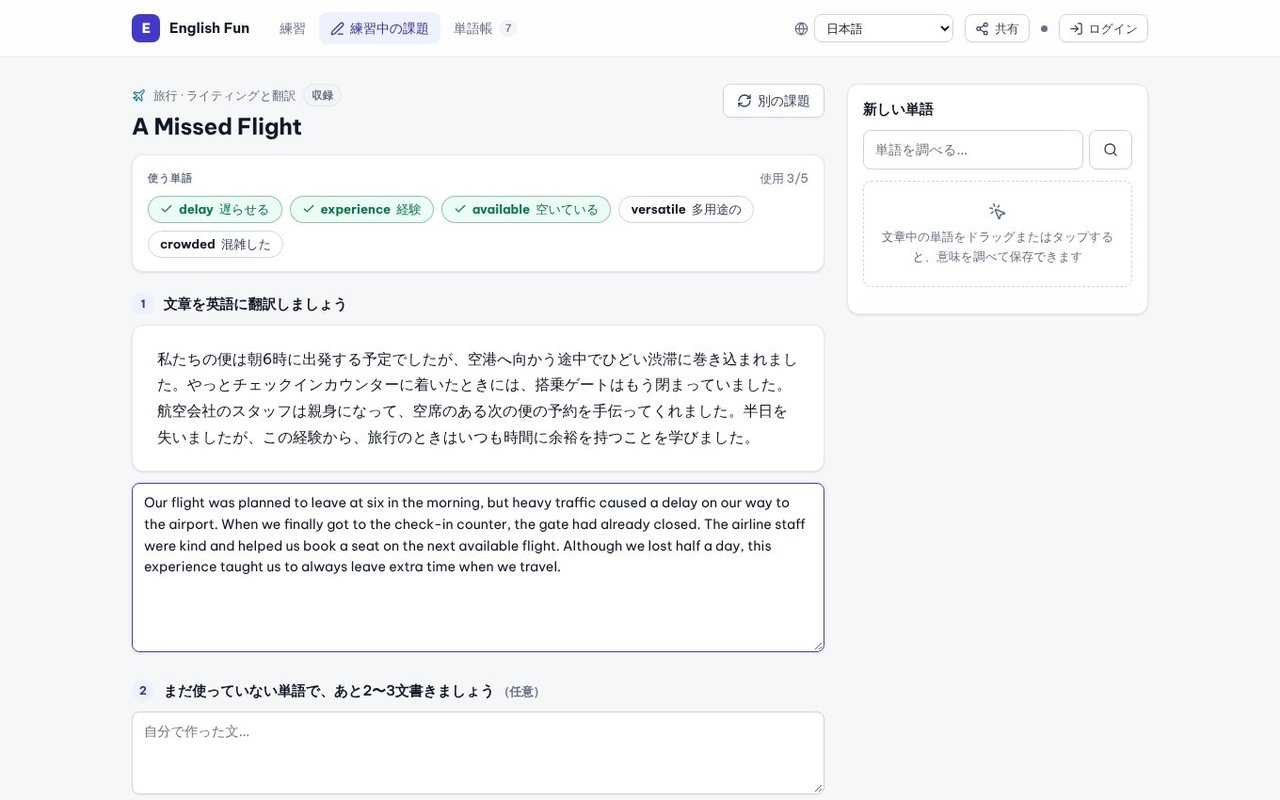 E English Fun 練習 練習中の課題 単語帳 7 日本語 共有 ログイン
旅行 · ライティングと翻訳 収録
別の課題
A Missed Flight
使う単語 使用 3/5
delay 遅らせる experience 経験 available 空いている versatile 多用途の
crowded 混雑した
1 文章を英語に翻訳しましょう
私たちの便は朝6時に出発する予定でしたが、空港へ向かう途中でひどい渋滞に巻き込まれまし
た。やっとチェックインカウンターに着いたときには、搭乗ゲートはもう閉まっていました。
航空会社のスタッフは親身になって、空席のある次の便の予約を手伝ってくれました。半日を
失いましたが、この経験から、旅行のときはいつも時間に余裕を持つことを学びました。
Our flight was planned to leave at six in the morning, but heavy traffic caused a delay on our way to
the airport. When we finally got to the check-in counter, the gate had already closed. The airline staff
were kind and helped us book a seat on the next available flight. Although we lost half a day, this
experience taught us to always leave extra time when we travel.
2 まだ使っていない単語で、あと2〜3文書きましょう （任意）
自分で作った文...
新しい単語
単語を調べる...
文章中の単語をドラッグまたはタップする
と、意味を調べて保存できます